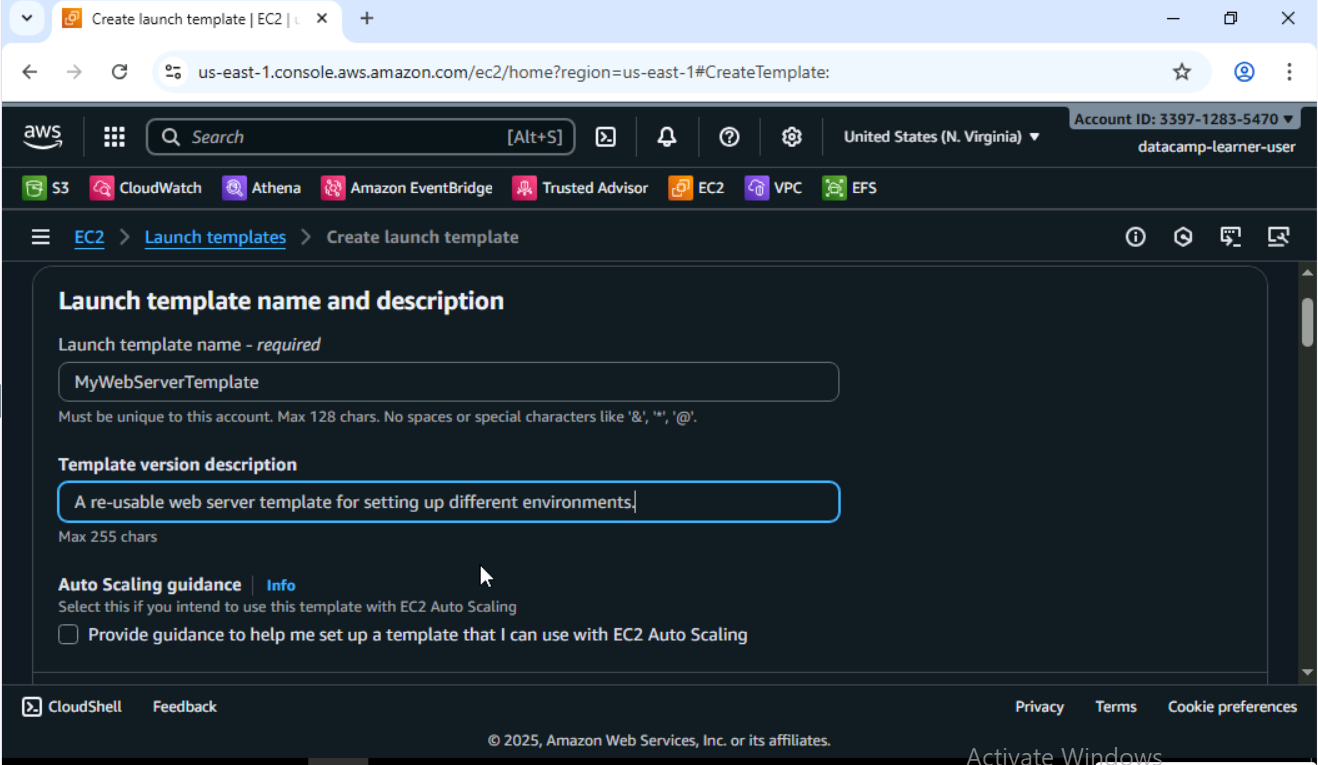 Create launch template | EC2 |
us-east-1.console.aws.amazon.com/ec2/home?region=us-east-1#CreateTemplate:
Account ID: 3397-1283-5470
aws Search [Alt+S] United States (N. Virginia)
datacamp-learner-user
S3 CloudWatch Athena Amazon EventBridge Trusted Advisor EC2 VPC EFS
EC2 > Launch templates > Create launch template
Launch template name and description
Launch template name - required
MyWebServerTemplate
Must be unique to this account. Max 128 chars. No spaces or special characters like '&', '*', '@'.
Template version description
A re-usable web server template for setting up different environments.
Max 255 chars
Auto Scaling guidance | Info
Select this if you intend to use this template with EC2 Auto Scaling
Provide guidance to help me set up a template that I can use with EC2 Auto Scaling
CloudShell Feedback Privacy Terms Cookie preferences
© 2025, Amazon Web Services, Inc. or its affiliates.
Activate Windows